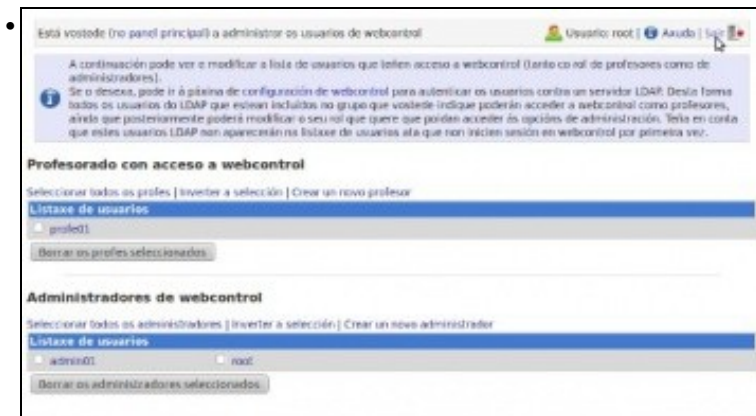 Está vostede (no panel principal) a administrar os usuarios de webcontrol
Usuario: root | Axuda | Sair
A continuación pode ver e modificar a lista de usuarios que teñen acceso a webcontrol (tanto co rol de profesores como de
administradores).
Se o desexa, pode ir á páxina de configuración de webcontrol para autenticar os usuarios contra un servidor LDAP. Desta forma
todos os usuarios do LDAP que estean incluídos no grupo que vostede indique poderán acceder a webcontrol como profesores,
aínda que posteriormente poderá modificar o seu rol que quere que poidan acceder ás opcións de administración. Teña en conta
que estes usuarios LDAP non aparecerán na listaxe de usuarios ata que non inicien sesión en webcontrol por primeira vez.
Profesorado con acceso a webcontrol
Seleccionar todos os profes | Inverter a selección | Crear un novo profesor
Listaxe de usuarios
profe01
Borrar os profes seleccionados
Administradores de webcontrol
Seleccionar todos os administradores | Inverter a selección | Crear un novo administrador
Listaxe de usuarios
admin01 root
Borrar os administradores seleccionados